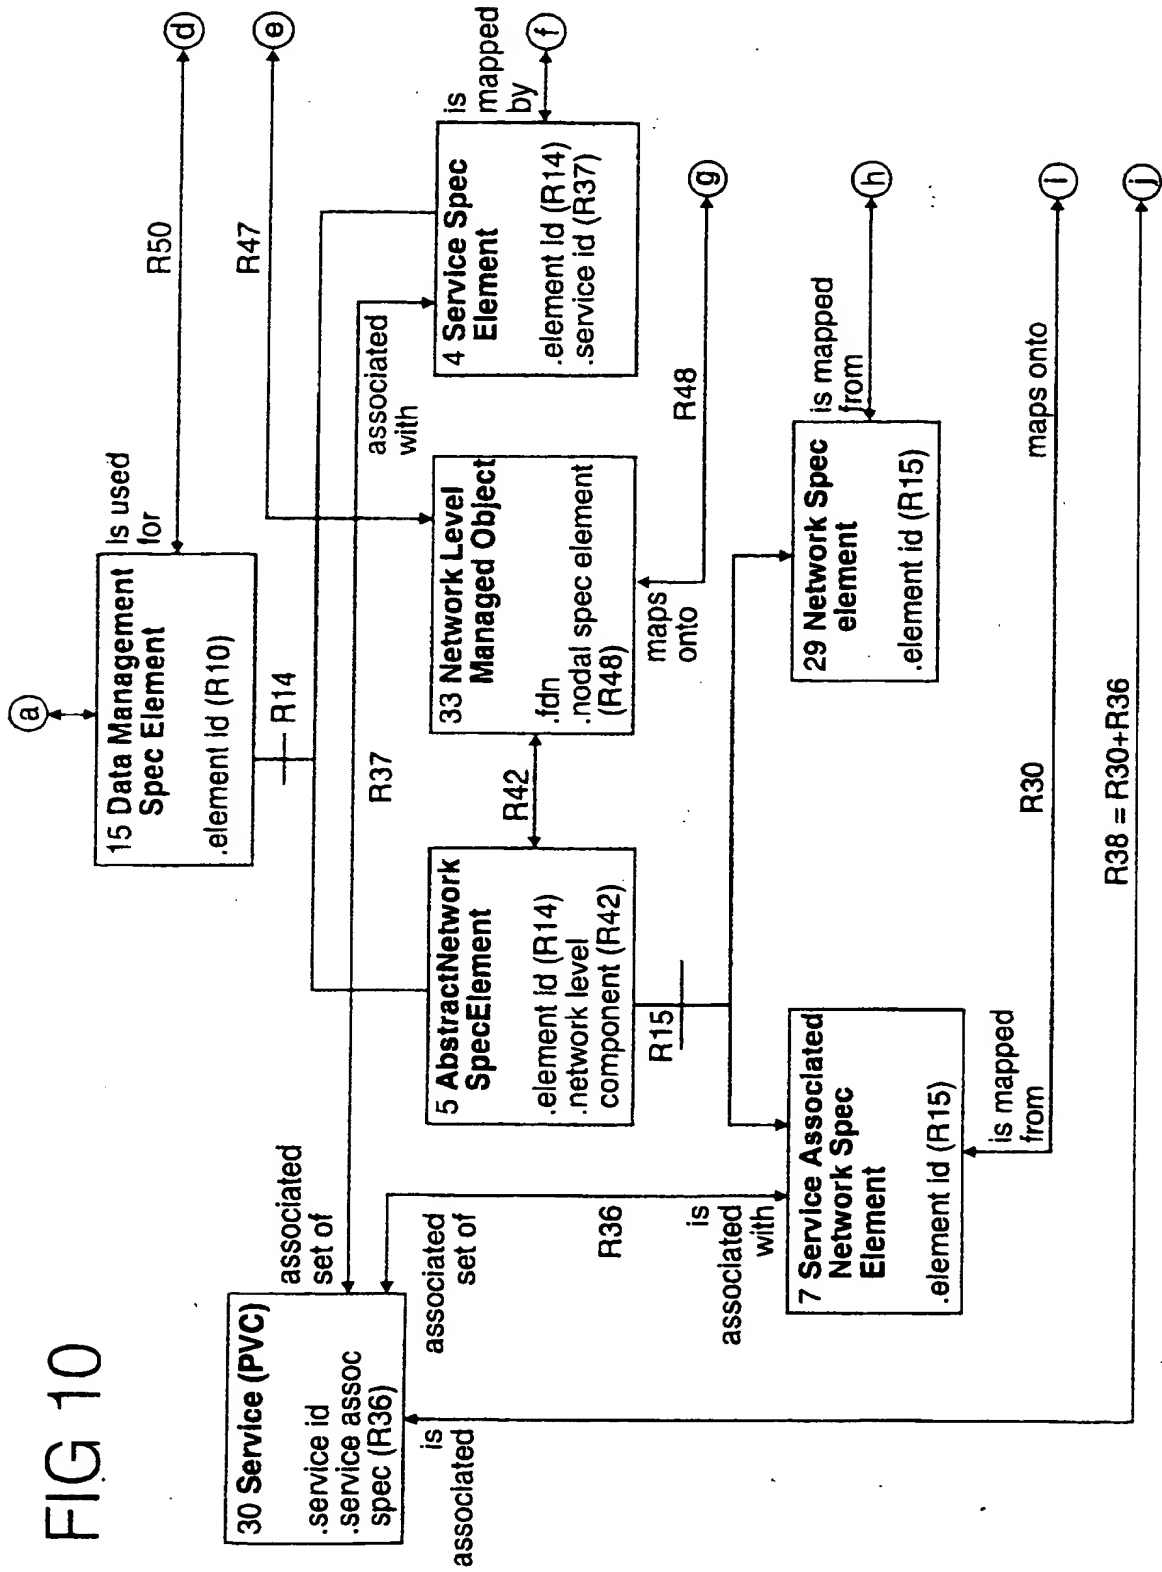 FIG 10
a
d
e
f
g
h
i
j
15 Data Management
Spec Element
.element id (R10)
is used
for
R50
R47
R14
R37
30 Service (PVC)
.service id
.service assoc
spec (R36)
associated
set of
associated
set of
is
associated
5 AbstractNetwork
SpecElement
.element id (R14)
.network level
component (R42)
R42
33 Network Level
Managed Object
.fdn
.nodal spec element
(R48)
maps
onto
R48
associated
with
4 Service Spec
Element
.element id (R14)
.service id (R37)
is
mapped
by
R15
R36
is
associated
with
7 Service Associated
Network Spec
Element
.element id (R15)
is mapped
from
29 Network Spec
element
.element id (R15)
is mapped
from
R30
maps onto
R38 = R30+R36